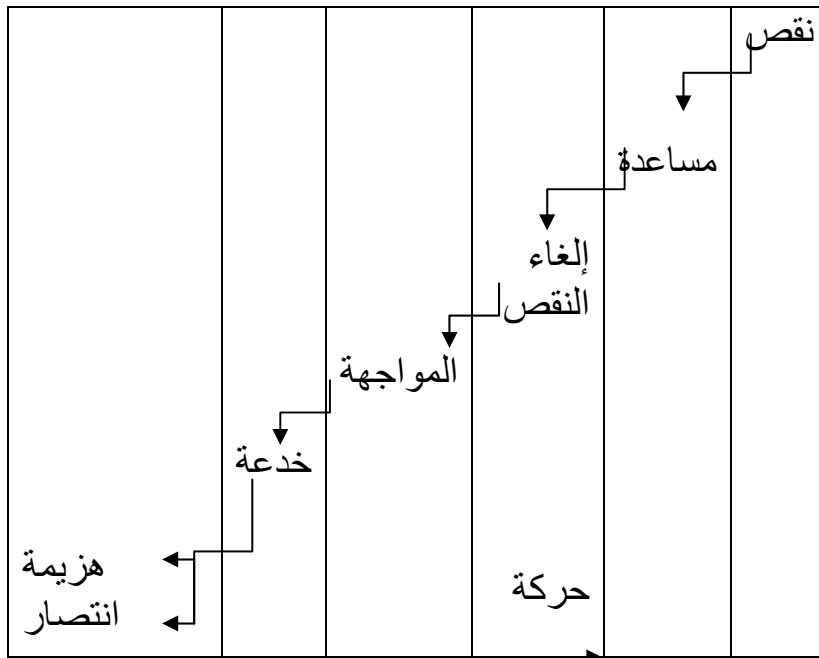 نقص
مساعدة
إلغاء
النقص
المواجهة
خدعة
هزيمة
انتصار
حركة